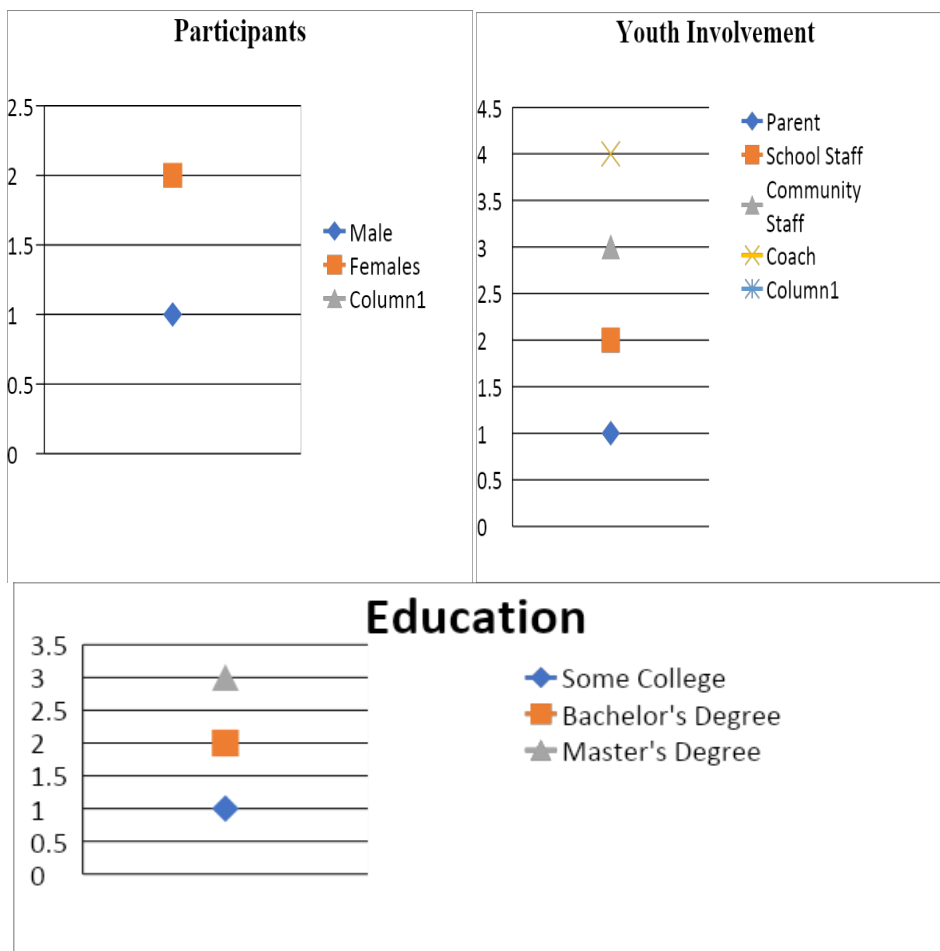 Participants
2.5
2
1.5
1
0.5
0
Male
Females
Column1
Youth Involvement
4.5
4
3.5
3
2.5
2
1.5
1
0.5
0
Parent
School Staff
Community
Staff
Coach
Column1
Education
3.5
3
2.5
2
1.5
1
0.5
0
Some College
Bachelor's Degree
Master's Degree